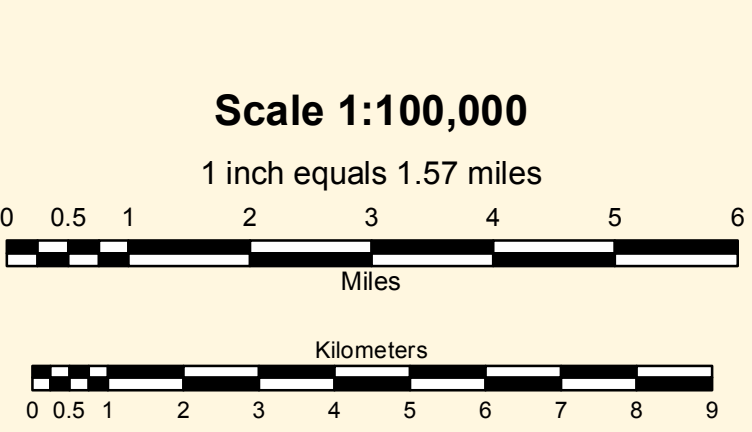 Scale 1:100,000
1 inch equals 1.57 miles
0 0.5 1 2 3 4 5 6
Miles
Kilometers
0 0.5 1 2 3 4 5 6 7 8 9